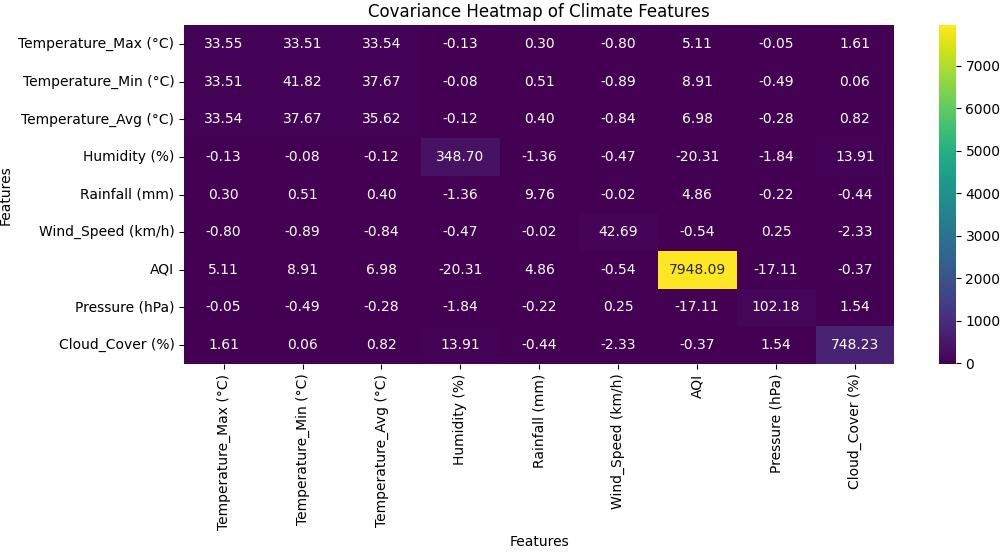 Covariance Heatmap of Climate Features
Temperature_Max (°C) 33.55 33.51 33.54 -0.13 0.30 -0.80 5.11 -0.05 1.61
Temperature_Min (°C) 33.51 41.82 37.67 -0.08 0.51 -0.89 8.91 -0.49 0.06
Temperature_Avg (°C) 33.54 37.67 35.62 -0.12 0.40 -0.84 6.98 -0.28 0.82
Humidity (%) -0.13 -0.08 -0.12 348.70 -1.36 -0.47 -20.31 -1.84 13.91
Rainfall (mm) 0.30 0.51 0.40 -1.36 9.76 -0.02 4.86 -0.22 -0.44
Wind_Speed (km/h) -0.80 -0.89 -0.84 -0.47 -0.02 42.69 -0.54 0.25 -2.33
AQI 5.11 8.91 6.98 -20.31 4.86 -0.54 7948.09 -17.11 -0.37
Pressure (hPa) -0.05 -0.49 -0.28 -1.84 -0.22 0.25 -17.11 102.18 1.54
Cloud_Cover (%) 1.61 0.06 0.82 13.91 -0.44 -2.33 -0.37 1.54 748.23
Features
Temperature_Max (°C)
Temperature_Min (°C)
Temperature_Avg (°C)
Humidity (%)
Rainfall (mm)
Wind_Speed (km/h)
AQI
Pressure (hPa)
Cloud_Cover (%)
Features
7000
6000
5000
4000
3000
2000
1000
0